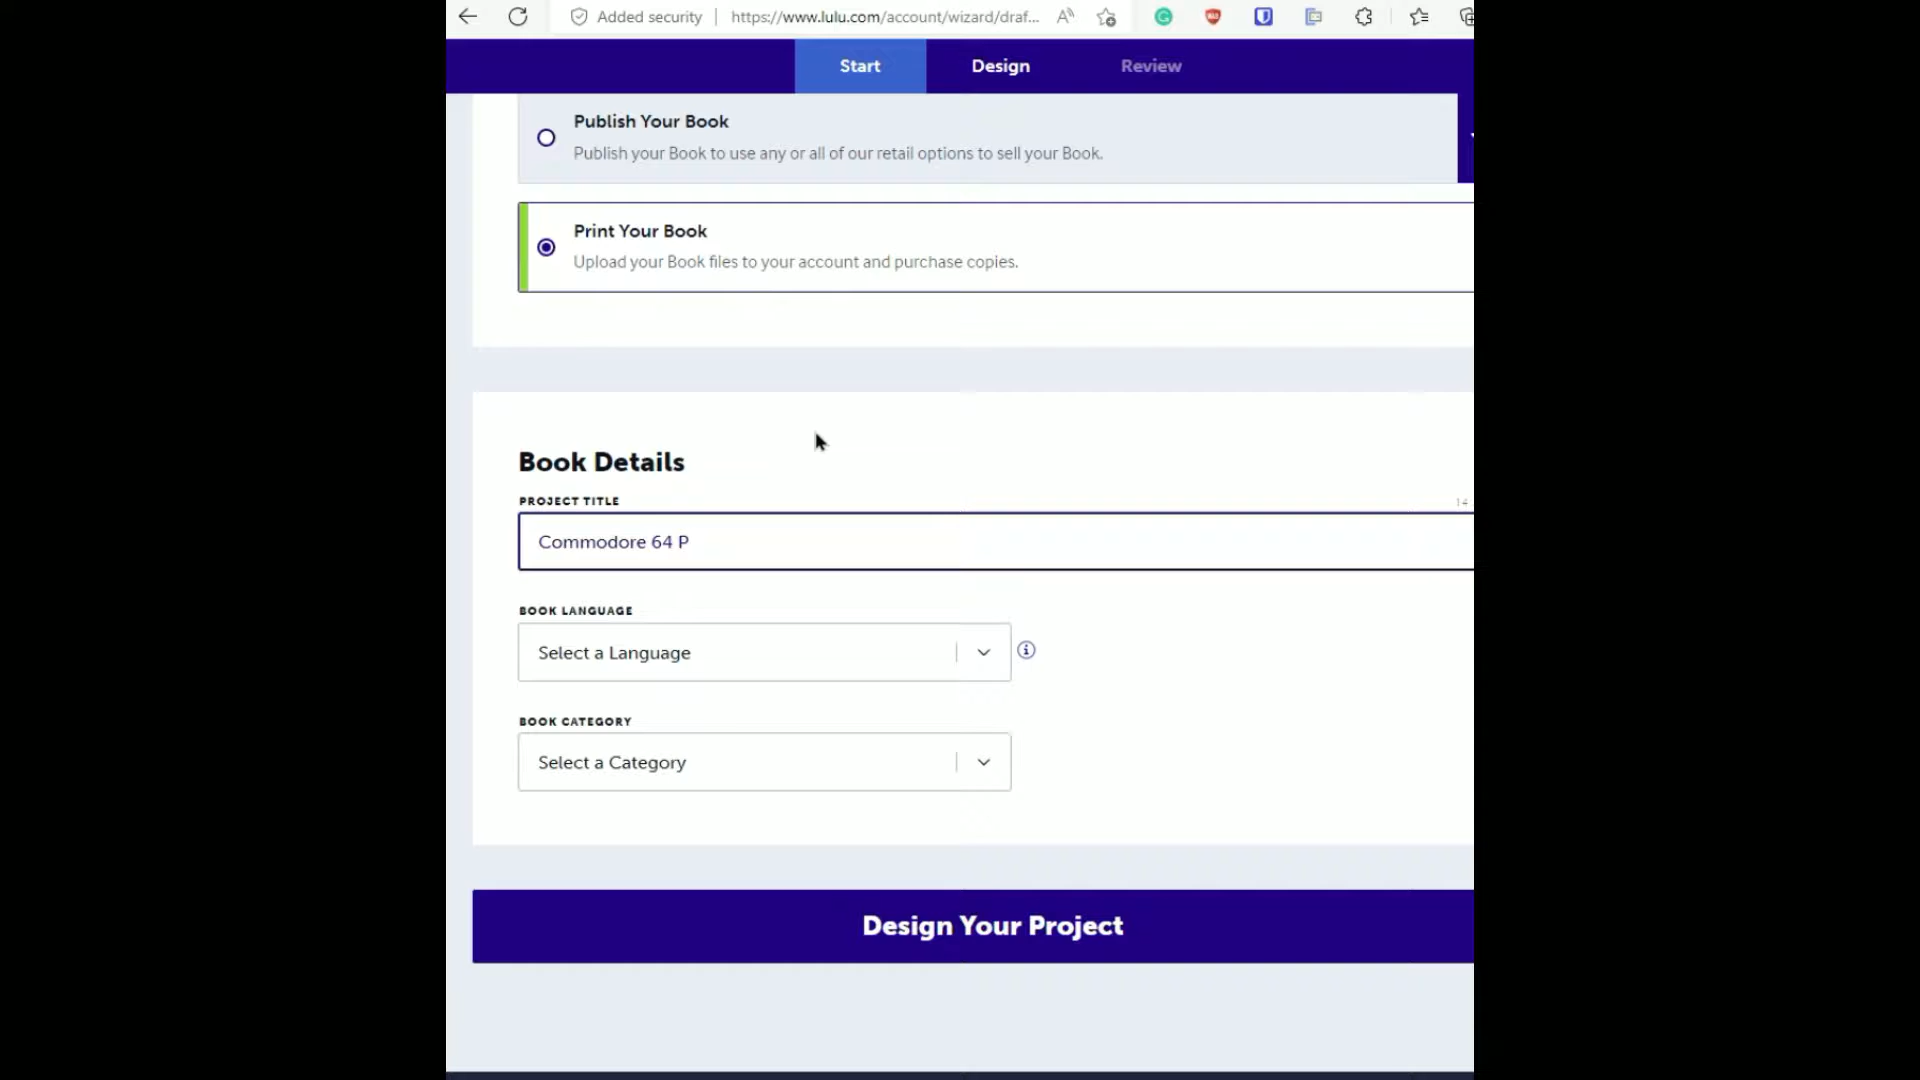 Added security
https://www.lulu.com/account/wizard/draf...
Start
Design
Review
Publish Your Book
Publish your Book to use any or all of our retail options to sell your Book.
Print Your Book
Upload your Book files to your account and purchase copies.
Book Details
PROJECT TITLE
14
Commodore 64 P
BOOK LANGUAGE
Select a Language
BOOK CATEGORY
Select a Category
Design Your Project